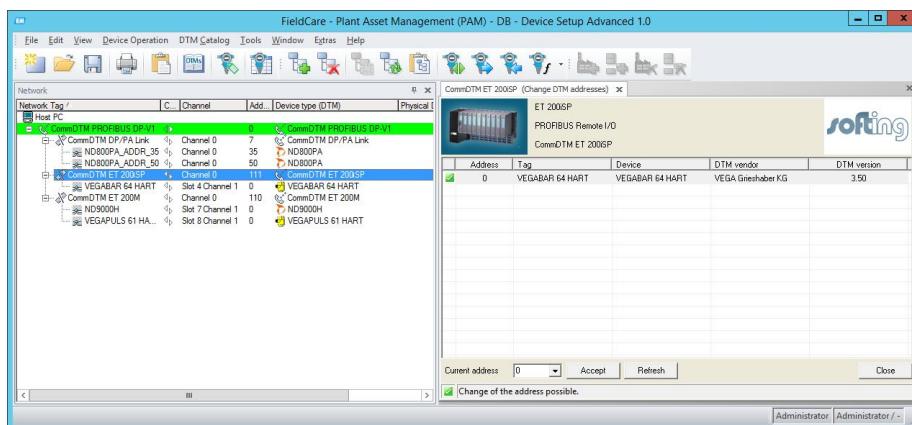 FieldCare - Plant Asset Management (PAM) - DB - Device Setup Advanced 1.0
File Edit View Device Operation DTM Catalog Tools Window Extras Help
DTMs
Network
Network Tag / C... Channel Add... Device type (DTM) Physical
Host PC
CommDTM PROFIBUS DP-V1 0 CommDTM PROFIBUS DP-V1
CommDTM DP/PA Link Channel 0 7 CommDTM DP/PA Link
ND800PA_ADDR_35 Channel 0 35 ND800PA
ND800PA_ADDR_50 Channel 0 50 ND800PA
CommDTM ET 200iSP Channel 0 111 CommDTM ET 200iSP
VEGABAR 64 HART Slot 4 Channel 1 0 VEGABAR 64 HART
CommDTM ET 200M Channel 0 110 CommDTM ET 200M
ND9000H Slot 7 Channel 1 0 ND9000H
VEGAPULS 61 HA... Slot 8 Channel 1 0 VEGAPULS 61 HART
CommDTM ET 200iSP (Change DTM addresses)
ET 200iSP
PROFIBUS Remote I/O
CommDTM ET 200iSP
softing
Address Tag Device DTM vendor DTM version
0 VEGABAR 64 HART VEGABAR 64 HART VEGA Grieshaber KG 3.50
Current address 0 Accept Refresh Close
Change of the address possible.
Administrator Administrator / -